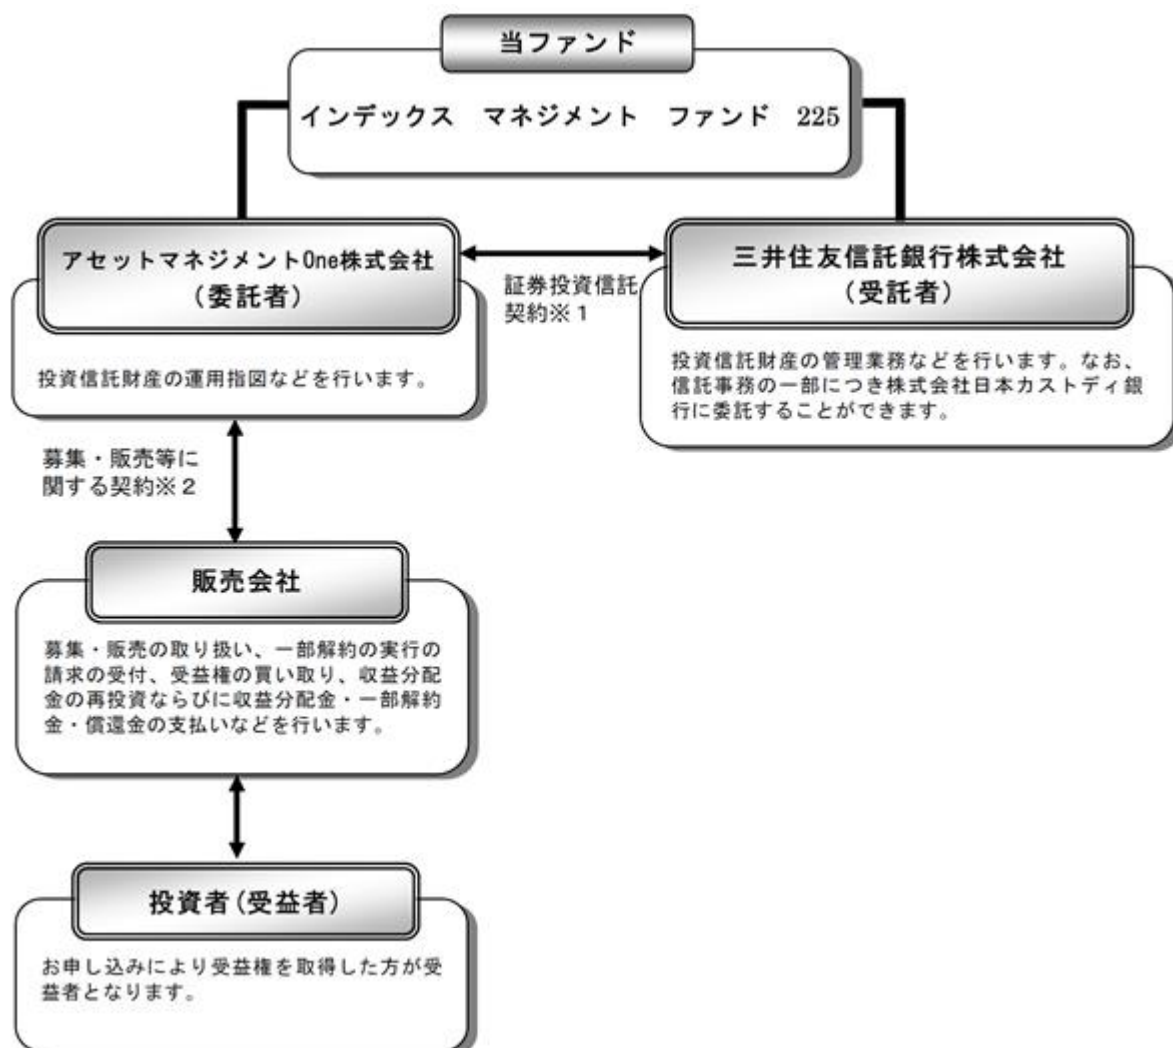 当ファンド
インデックス マネジメント ファンド 225
アセットマネジメントOne株式会社
(委託者)
投資信託財産の運用指図などを行います。
証券投資信託
契約※1
三井住友信託銀行株式会社
(受託者)
投資信託財産の管理業務などを行います。なお、
信託事務の一部につき株式会社日本カストディ銀
行に委託することができます。
募集・販売等に
関する契約※2
販売会社
募集・販売の取り扱い、一部解約の実行の
請求の受付、受益権の買い取り、収益分配
金の再投資ならびに収益分配金・一部解約
金・償還金の支払いなどを行います。
投資者(受益者)
お申し込みにより受益権を取得した方が受
益者となります。